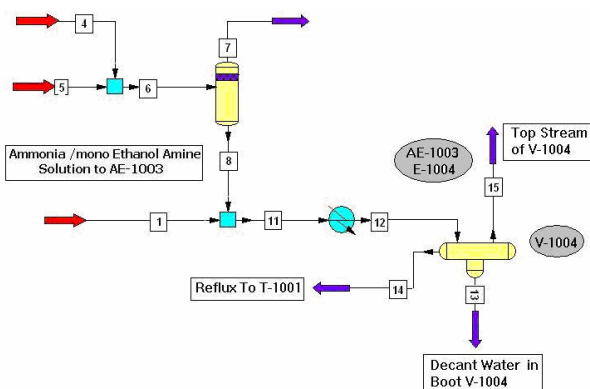 4
7
5
6
Ammonia /mono Ethanol Amine
Solution to AE-1003
8
AE-1003
E-1004
Top Stream
of V-1004
15
1
11
12
V-1004
Reflux To T-1001
14
13
Decant Water in
Boot V-1004